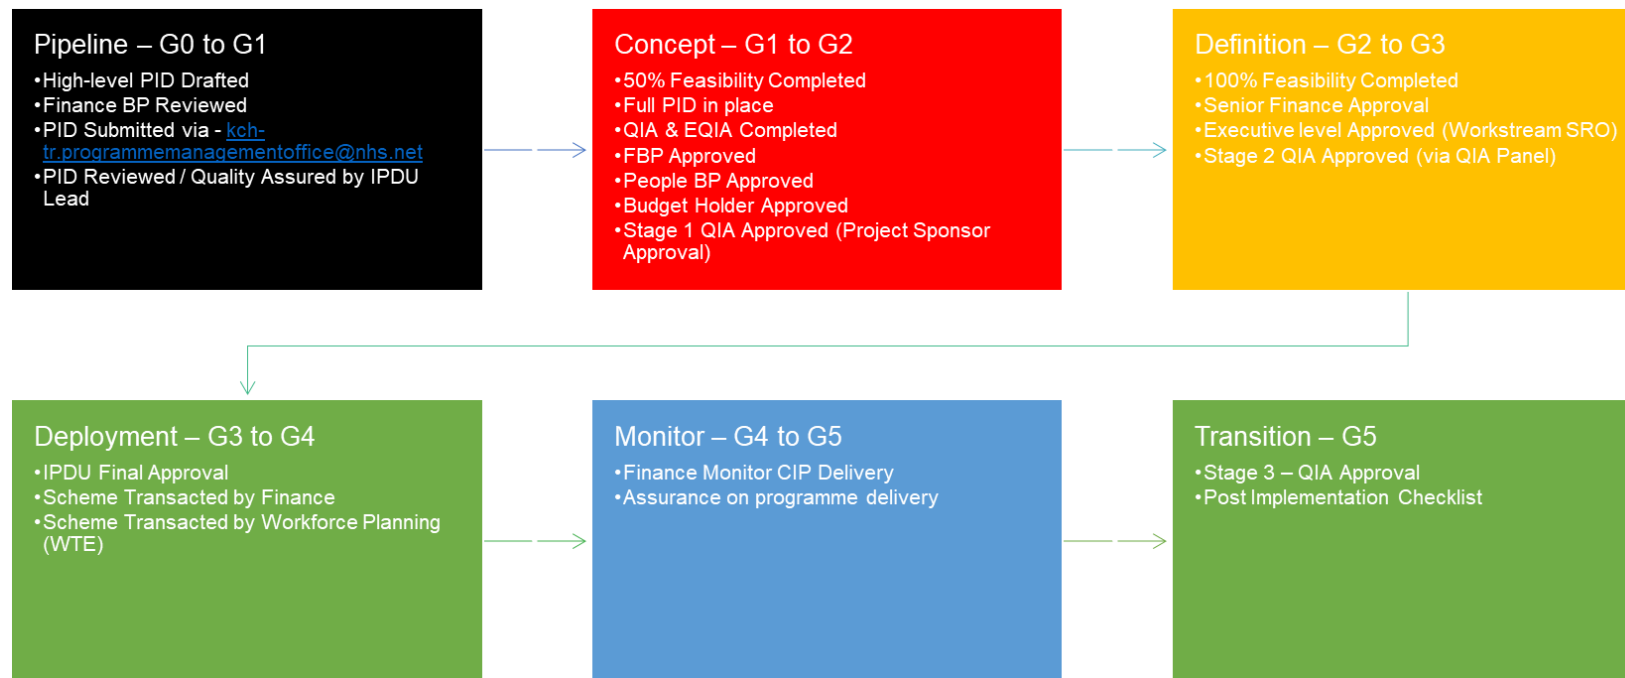 Pipeline – G0 to G1
•High-level PID Drafted
•Finance BP Reviewed
•PID Submitted via - kch-
tr.programmemanagementoffice@nhs.net
•PID Reviewed / Quality Assured by IPDU
Lead
Concept – G1 to G2
•50% Feasibility Completed
•Full PID in place
•QIA & EQIA Completed
•FBP Approved
•People BP Approved
•Budget Holder Approved
•Stage 1 QIA Approved (Project Sponsor
Approval)
Definition – G2 to G3
•100% Feasibility Completed
•Senior Finance Approval
•Executive level Approved (Workstream SRO)
•Stage 2 QIA Approved (via QIA Panel)
Deployment – G3 to G4
•IPDU Final Approval
•Scheme Transacted by Finance
•Scheme Transacted by Workforce Planning
(WTE)
Monitor – G4 to G5
•Finance Monitor CIP Delivery
•Assurance on programme delivery
Transition – G5
•Stage 3 – QIA Approval
•Post Implementation Checklist